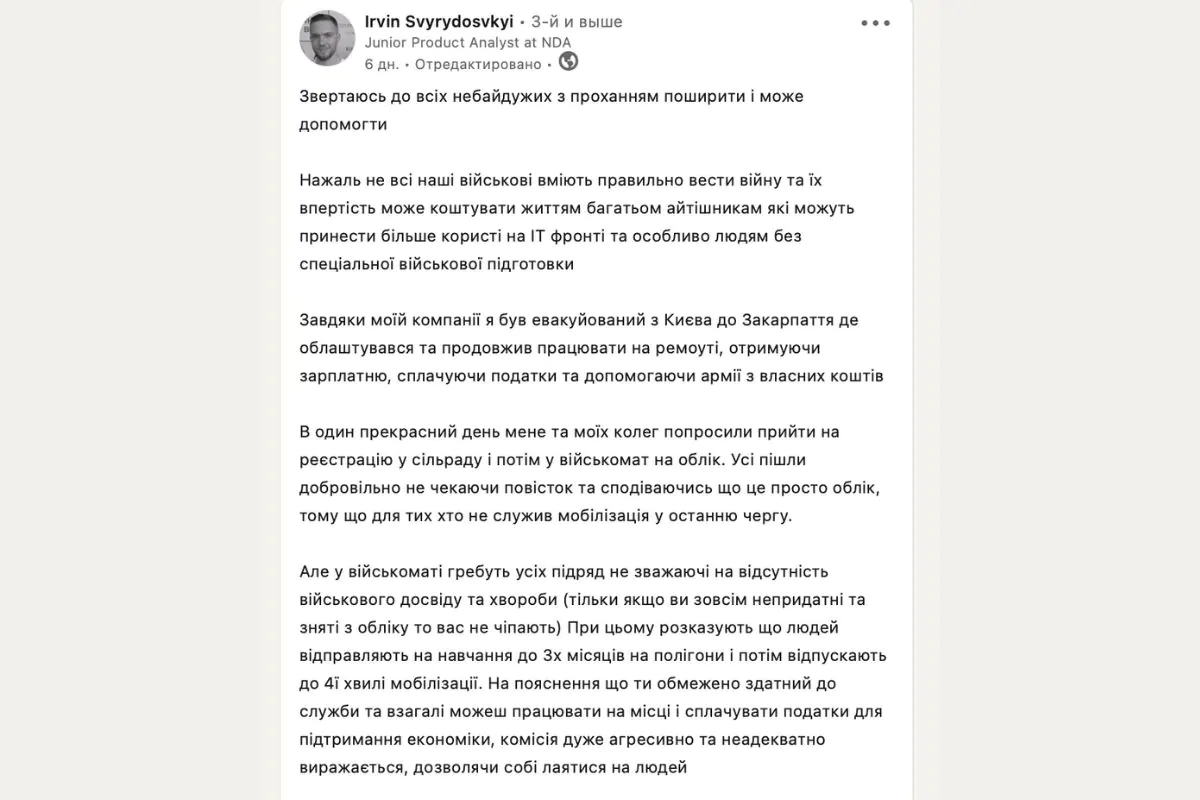 Irvin Svyrydosvkyi • 3-й и выше
Junior Product Analyst at NDA
6 дн. • Отредактировано •
Звертаюсь до всіх небайдужих з проханням поширити і може
допомогти
Нажаль не всі наші військові вміють правильно вести війну та їх
впертість може коштувати життям багатьом айтішникам які можуть
принести більше користі на ІТ фронті та особливо людям без
спеціальної військової підготовки
Завдяки моїй компанії я був евакуйований з Києва до Закарпаття де
облаштувався та продовжив працювати на ремоуті, отримуючи
зарплатню, сплачуючи податки та допомогаючи армії з власних коштів
В один прекрасний день мене та моїх колег попросили прийти на
реєстрацію у сільраду і потім у військомат на облік. Усі пішли
добровільно не чекаючи повісток та сподіваючись що це просто облік,
тому що для тих хто не служив мобілізація у останню чергу.
Але у військоматі гребуть усіх підряд не зважаючі на відсутність
військового досвіду та хвороби (тільки якщо ви зовсім непридатні та
зняті з обліку то вас не чіпають) При цьому розказують що людей
відправляють на навчання до 3х місяців на полігони і потім відпускають
до 4ї хвилі мобілізації. На пояснення що ти обмежено здатний до
служби та взагалі можеш працювати на місці і сплачувати податки для
підтримання економіки, комісія дуже агресивно та неадекватно
виражається, дозволячи собі лаятися на людей